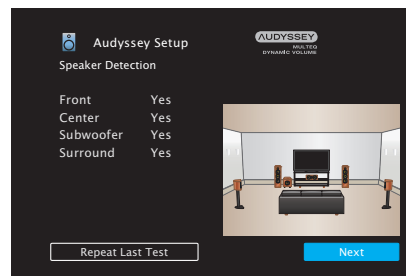 Audyssey Setup
AUDYSSEY
MULTEQ
DYNAMIC VOLUME
Speaker Detection
Front Yes
Center Yes
Subwoofer Yes
Surround Yes
Repeat Last Test
Next